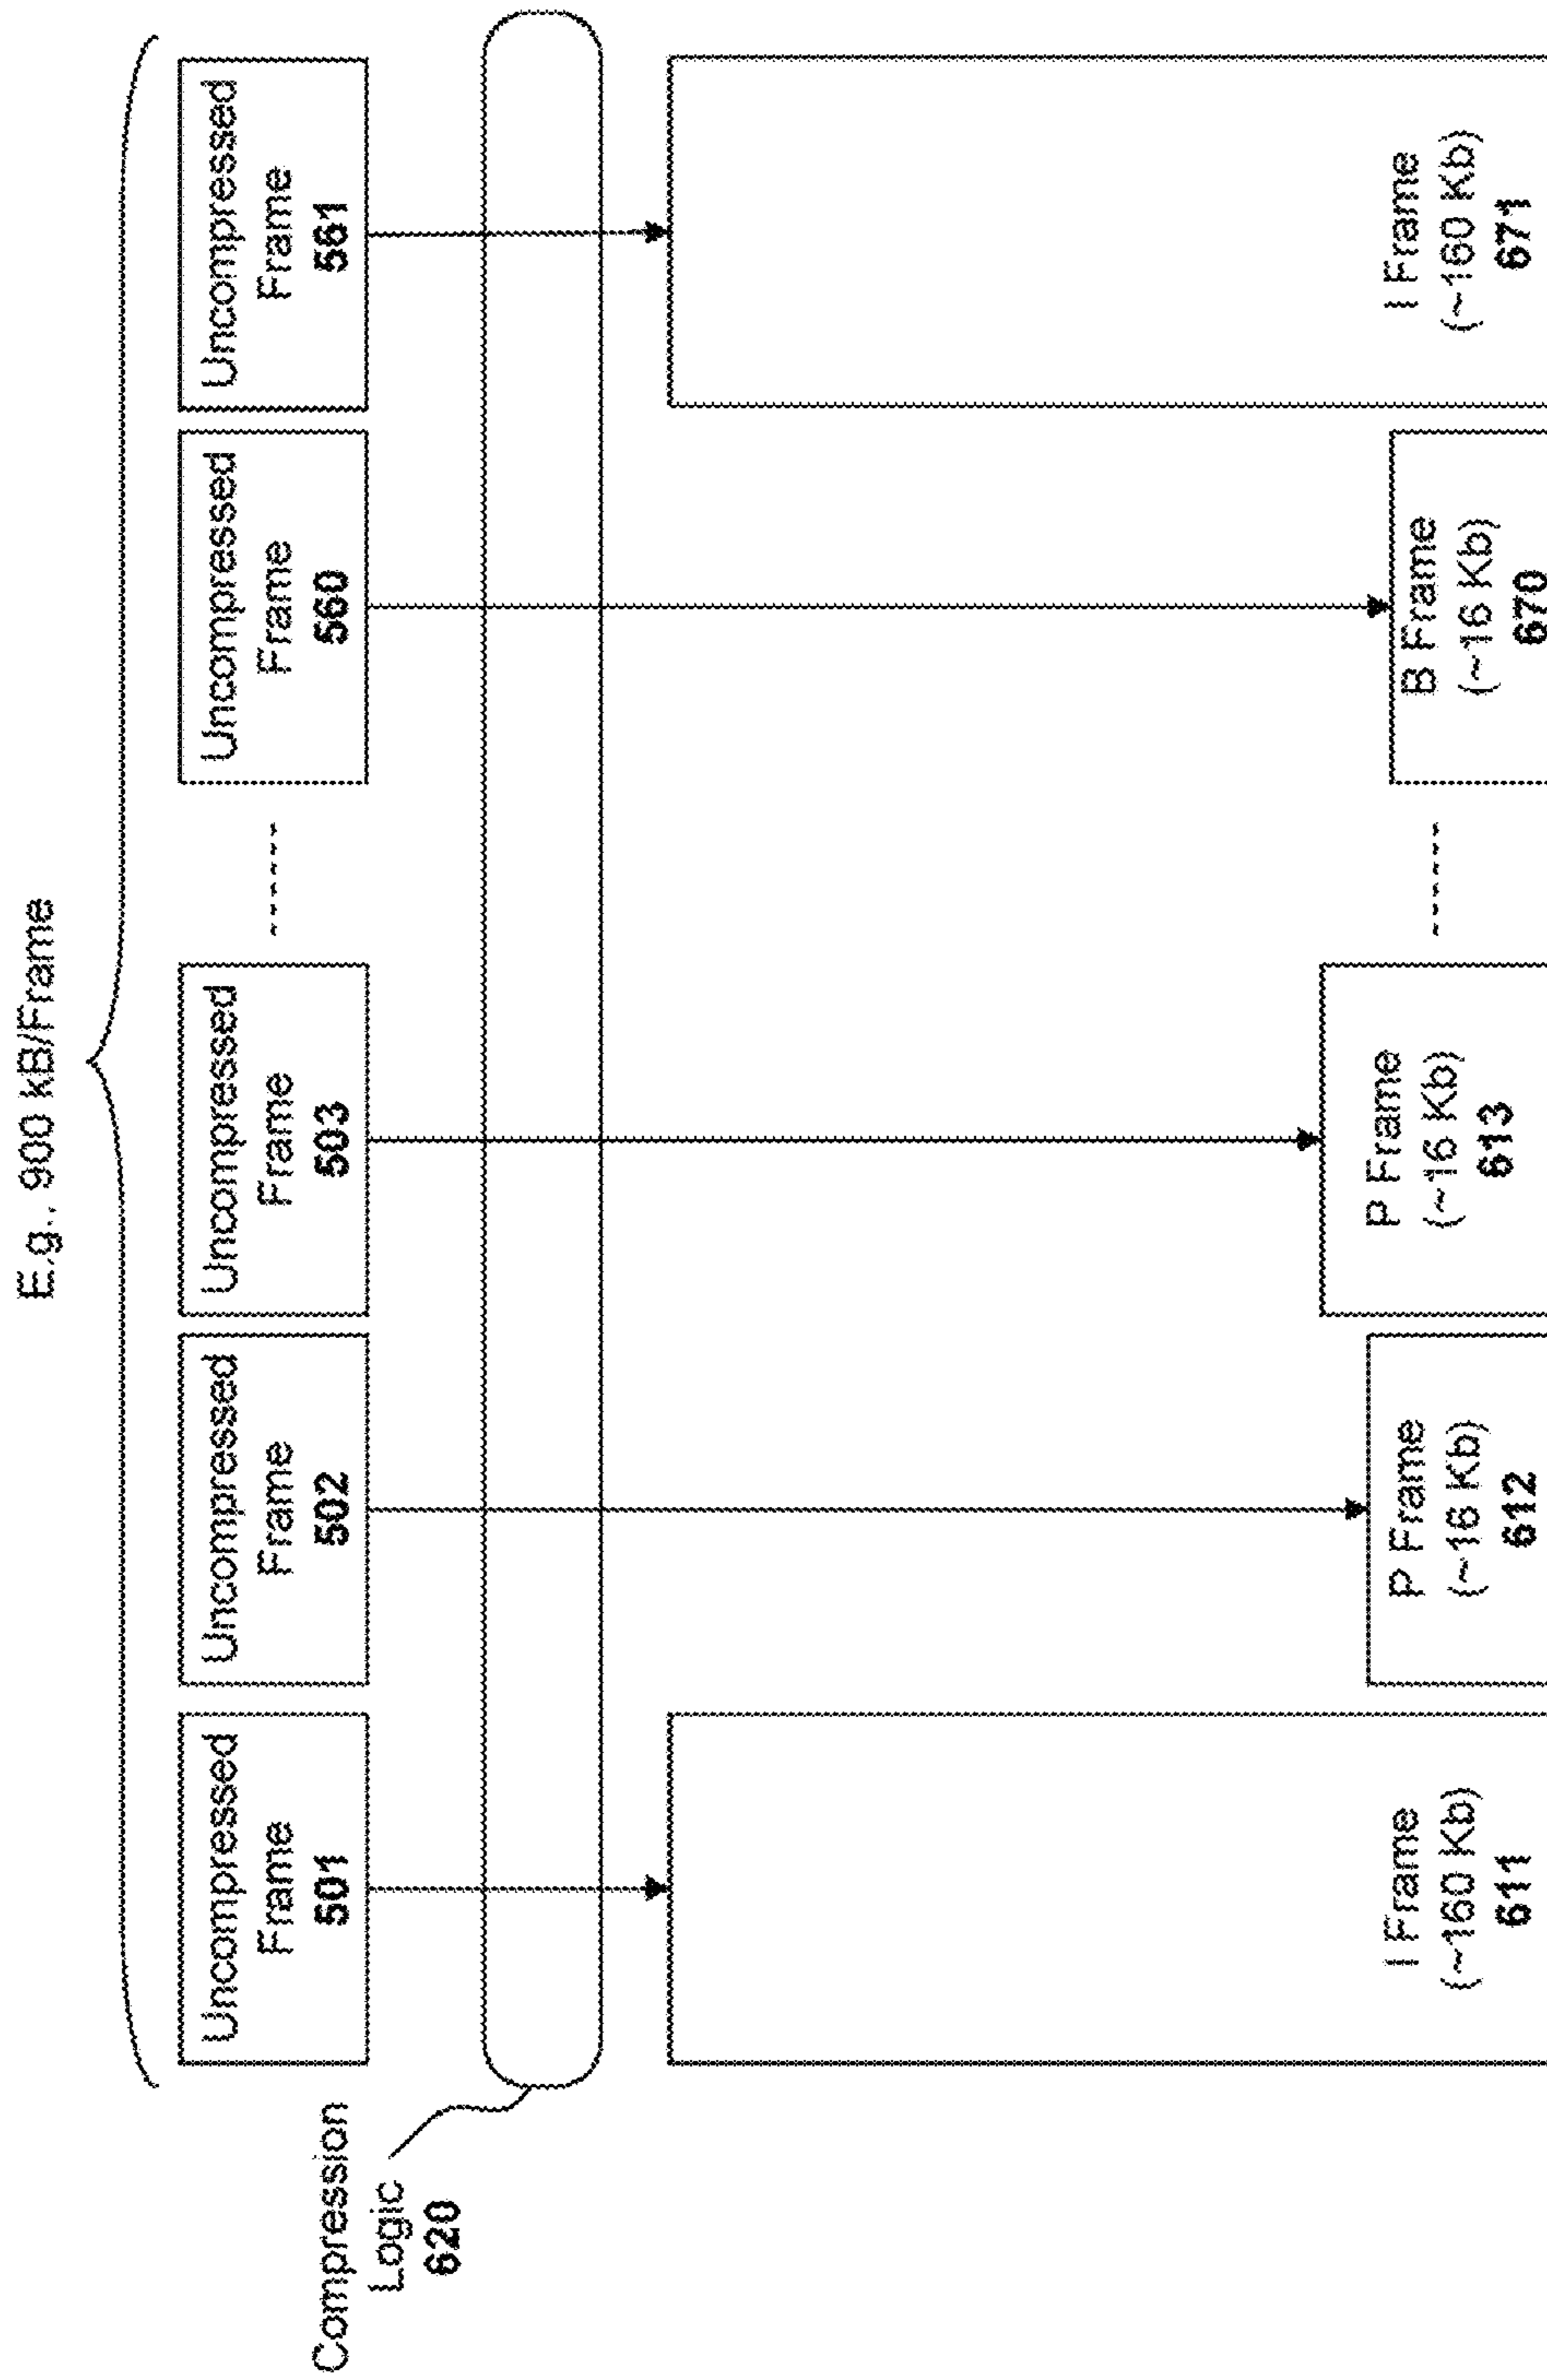 E.g., 900 kB/Frame
Uncompressed
Frame
501
Uncompressed
Frame
502
Uncompressed
Frame
503
Uncompressed
Frame
560
Uncompressed
Frame
561
Compression
Logic
620
I Frame
(~160 Kb)
611
P Frame
(~16 Kb)
612
P Frame
(~16 Kb)
613
B Frame
(~16 Kb)
670
I Frame
(~160 Kb)
671